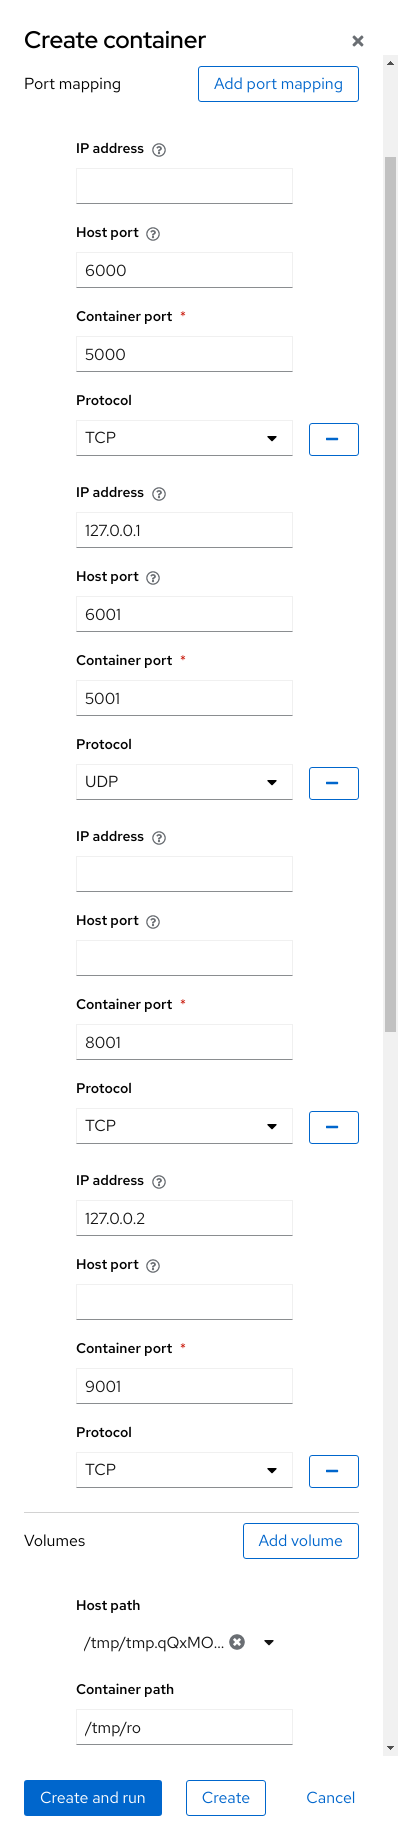 Create container
Port mapping
Add port mapping
IP address
Host port
6000
Container port *
5000
Protocol
TCP
IP address
127.0.0.1
Host port
6001
Container port *
5001
Protocol
UDP
IP address
Host port
Container port *
8001
Protocol
TCP
IP address
127.0.0.2
Host port
Container port *
9001
Protocol
TCP
Volumes
Add volume
Host path
/tmp/tmp.qQxMO...
Container path
/tmp/ro
Create and run Create Cancel